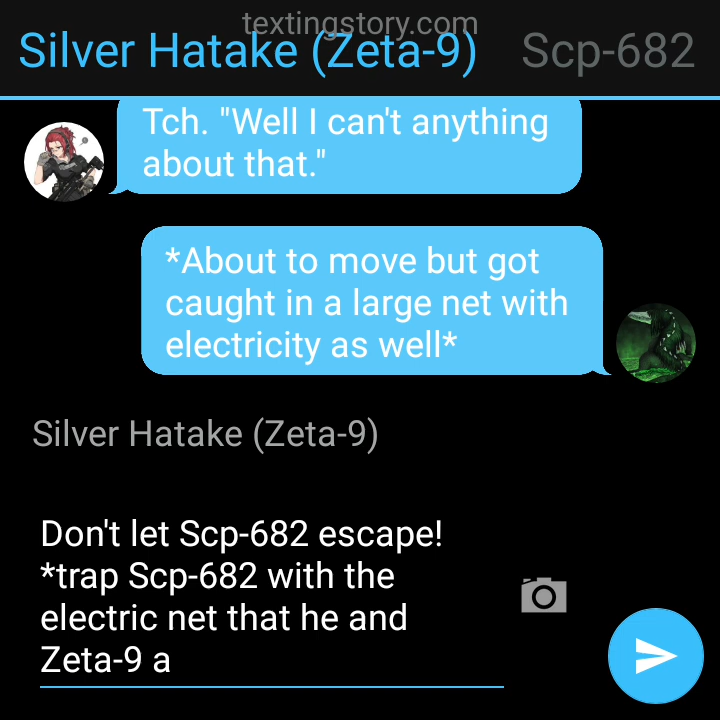 textingstory.com
Silver Hatake (Zeta-9) Scp-682
Tch. "Well I can't anything
about that."
*About to move but got
caught in a large net with
electricity as well*
Silver Hatake (Zeta-9)
Don't let Scp-682 escape!
*trap Scp-682 with the
electric net that he and
Zeta-9 a